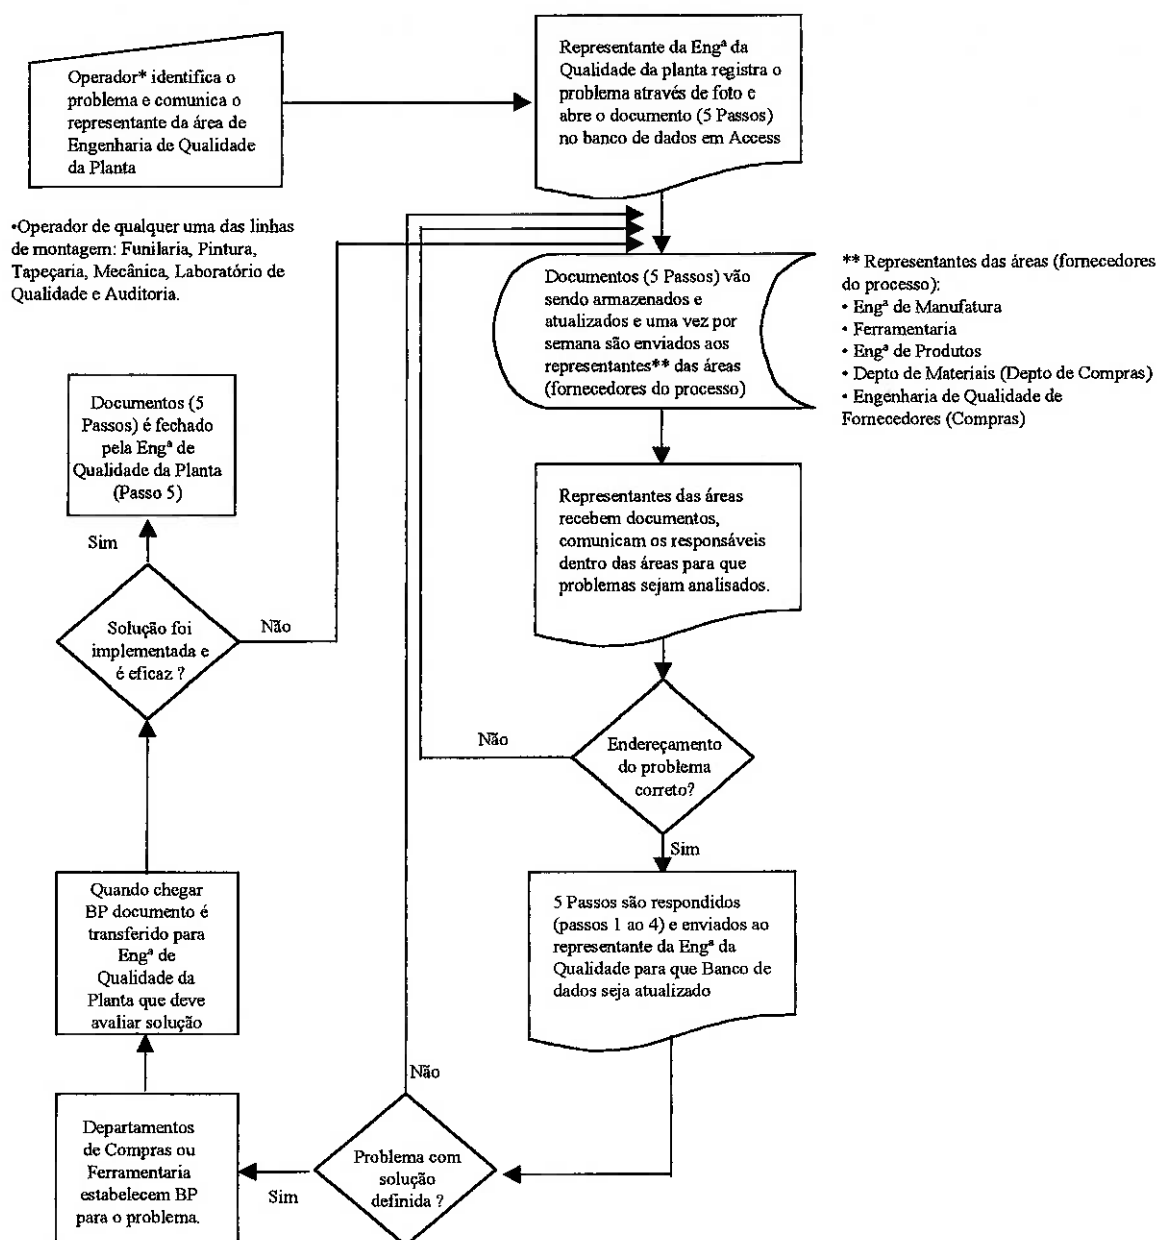 Operador* identifica o
problema e comunica o
representante da área de
Engenharia de Qualidade
da Planta
Representante da Engª da
Qualidade da planta registra o
problema através de foto e
abre o documento (5 Passos)
no banco de dados em Access
•Operador de qualquer uma das linhas
de montagem: Funilaria, Pintura,
Tapeçaria, Mecânica, Laboratório de
Qualidade e Auditoria.
Documentos (5 Passos) vão
sendo armazenados e
atualizados e uma vez por
semana são enviados aos
representantes** das áreas
(fornecedores do processo)
** Representantes das áreas (fornecedores
do processo):
• Engª de Manufatura
• Ferramentaria
• Engª de Produtos
• Depto de Materiais (Depto de Compras)
• Engenharia de Qualidade de
Fornecedores (Compras)
Representantes das áreas
recebem documentos,
comunicam os responsáveis
dentro das áreas para que
problemas sejam analisados.
Endereçamento
do problema
correto?
Não
Sim
5 Passos são respondidos
(passos 1 ao 4) e enviados ao
representante da Engª da
Qualidade para que Banco de
dados seja atualizado
Problema com
solução
definida ?
Não
Sim
Departamentos
de Compras ou
Ferramentaria
estabelecem BP
para o problema.
Quando chegar
BP documento é
transferido para
Engª de
Qualidade da
Planta que deve
avaliar solução
Solução foi
implementada e
é eficaz ?
Não
Sim
Documentos (5
Passos) é fechado
pela Engª de
Qualidade da Planta
(Passo 5)